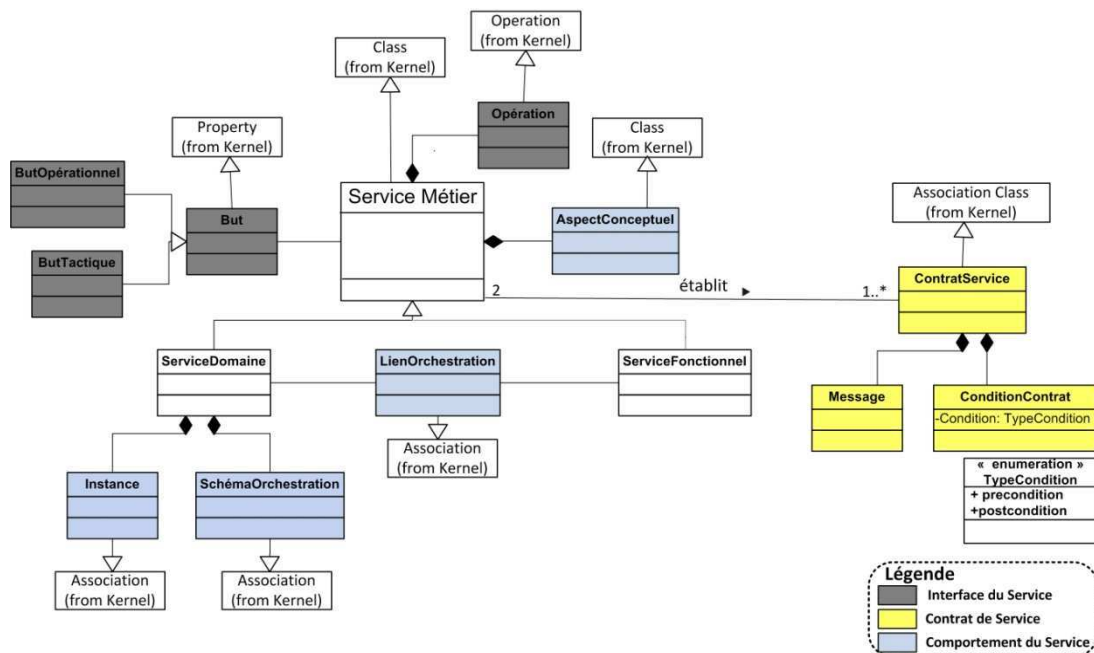 Operation
(from Kernel)
Class
(from Kernel)
Opération
Property
(from Kernel)
Class
(from Kernel)
ButOpérationnel
Service Métier
Association Class
(from Kernel)
But
AspectConceptuel
ButTactique
ContratService
2
établit
1..*
ServiceDomaine
LienOrchestration
ServiceFonctionnel
Message
ConditionContrat
-Condition: TypeCondition
Association
(from Kernel)
« enumeration »
TypeCondition
+ precondition
+postcondition
Instance
SchémaOrchestration
Association
(from Kernel)
Association
(from Kernel)
Légende
Interface du Service
Contrat de Service
Comportement du Service